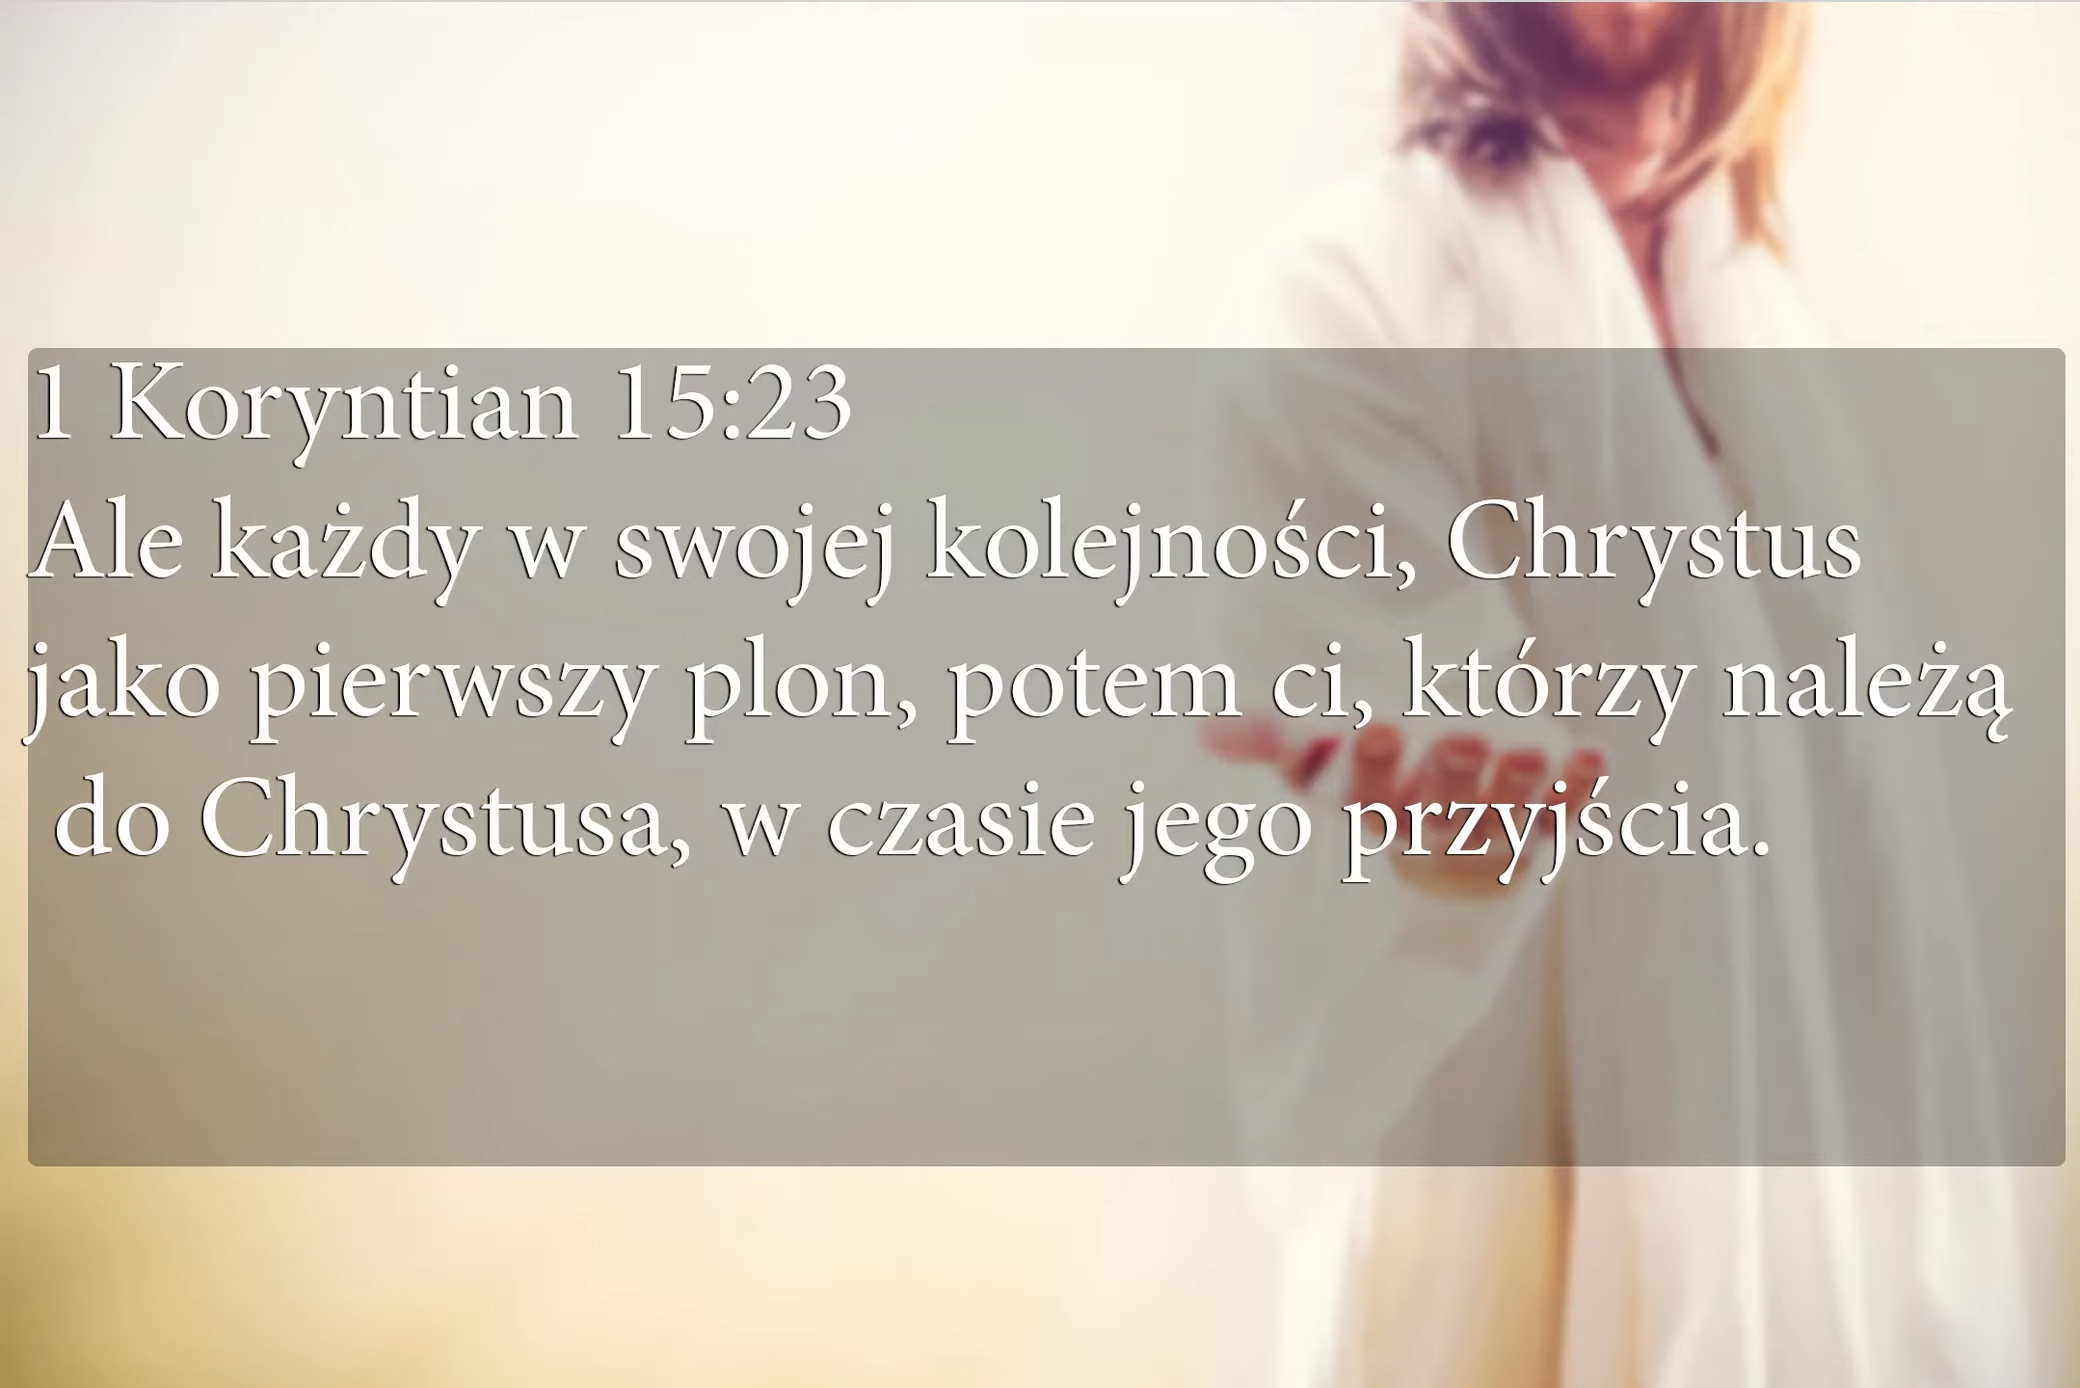 1 Koryntian 15:23
Ale każdy w swojej kolejności, Chrystus
jako pierwszy plon, potem ci, którzy należą
do Chrystusa, w czasie jego przyjścia.